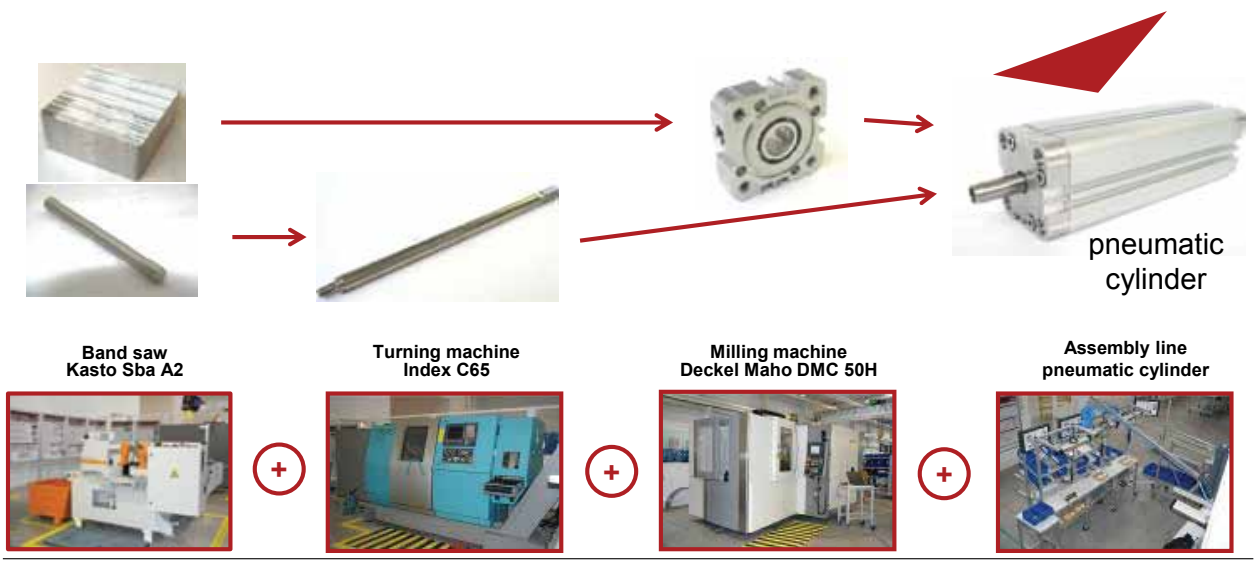 pneumatic
cylinder
Band saw
Kasto Sba A2
Turning machine
Index C65
Milling machine
Deckel Maho DMC 50H
Assembly line
pneumatic cylinder
+
+
+